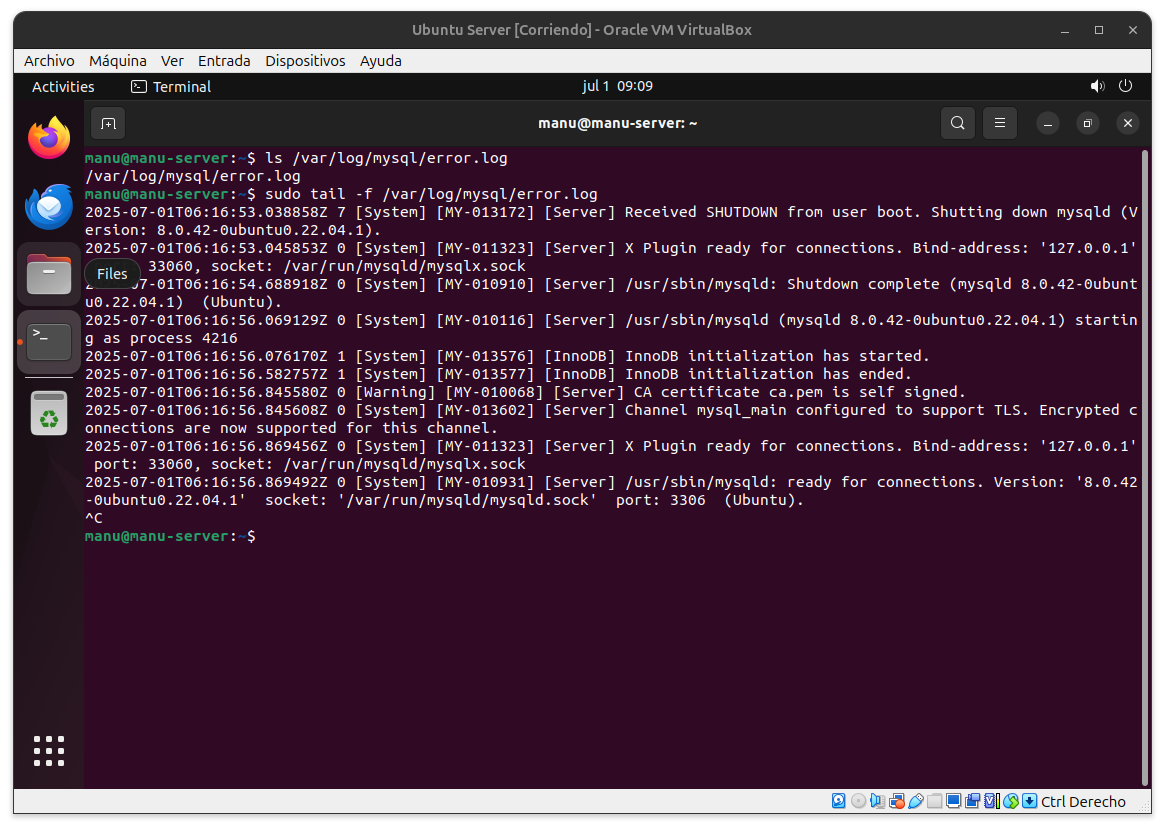 Ubuntu Server [Corriendo] - Oracle VM VirtualBox
Archivo Máquina Ver Entrada Dispositivos Ayuda
Activities Terminal jul 1 09:09
manu@manu-server: ~
manu@manu-server:~$ ls /var/log/mysql/error.log
/var/log/mysql/error.log
manu@manu-server:~$ sudo tail -f /var/log/mysql/error.log
2025-07-01T06:16:53.038858Z 7 [System] [MY-013172] [Server] Received SHUTDOWN from user boot. Shutting down mysqld (V
ersion: 8.0.42-0ubuntu0.22.04.1).
2025-07-01T06:16:53.045853Z 0 [System] [MY-011323] [Server] X Plugin ready for connections. Bind-address: '127.0.0.1'
Files 33060, socket: /var/run/mysqld/mysqlx.sock
-07-01T06:16:54.688918Z 0 [System] [MY-010910] [Server] /usr/sbin/mysqld: Shutdown complete (mysqld 8.0.42-0ubunt
u0.22.04.1)  (Ubuntu).
2025-07-01T06:16:56.069129Z 0 [System] [MY-010116] [Server] /usr/sbin/mysqld (mysqld 8.0.42-0ubuntu0.22.04.1) startin
g as process 4216
2025-07-01T06:16:56.076170Z 1 [System] [MY-013576] [InnoDB] InnoDB initialization has started.
2025-07-01T06:16:56.582757Z 1 [System] [MY-013577] [InnoDB] InnoDB initialization has ended.
2025-07-01T06:16:56.845580Z 0 [Warning] [MY-010068] [Server] CA certificate ca.pem is self signed.
2025-07-01T06:16:56.845608Z 0 [System] [MY-013602] [Server] Channel mysql_main configured to support TLS. Encrypted c
onnections are now supported for this channel.
2025-07-01T06:16:56.869456Z 0 [System] [MY-011323] [Server] X Plugin ready for connections. Bind-address: '127.0.0.1'
 port: 33060, socket: /var/run/mysqld/mysqlx.sock
2025-07-01T06:16:56.869492Z 0 [System] [MY-010931] [Server] /usr/sbin/mysqld: ready for connections. Version: '8.0.42
-0ubuntu0.22.04.1'  socket: '/var/run/mysqld/mysqld.sock'  port: 3306  (Ubuntu).
^C
manu@manu-server:~$
Ctrl Derecho